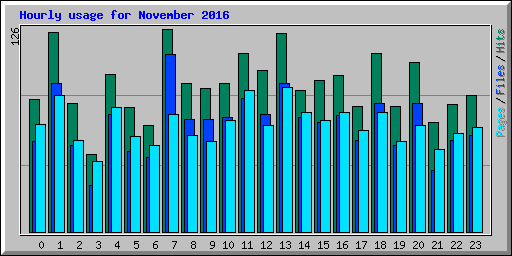 Hourly usage for November 2016
126
Pages/Files/Hits
0 1 2 3 4 5 6 7 8 9 10 11 12 13 14 15 16 17 18 19 20 21 22 23